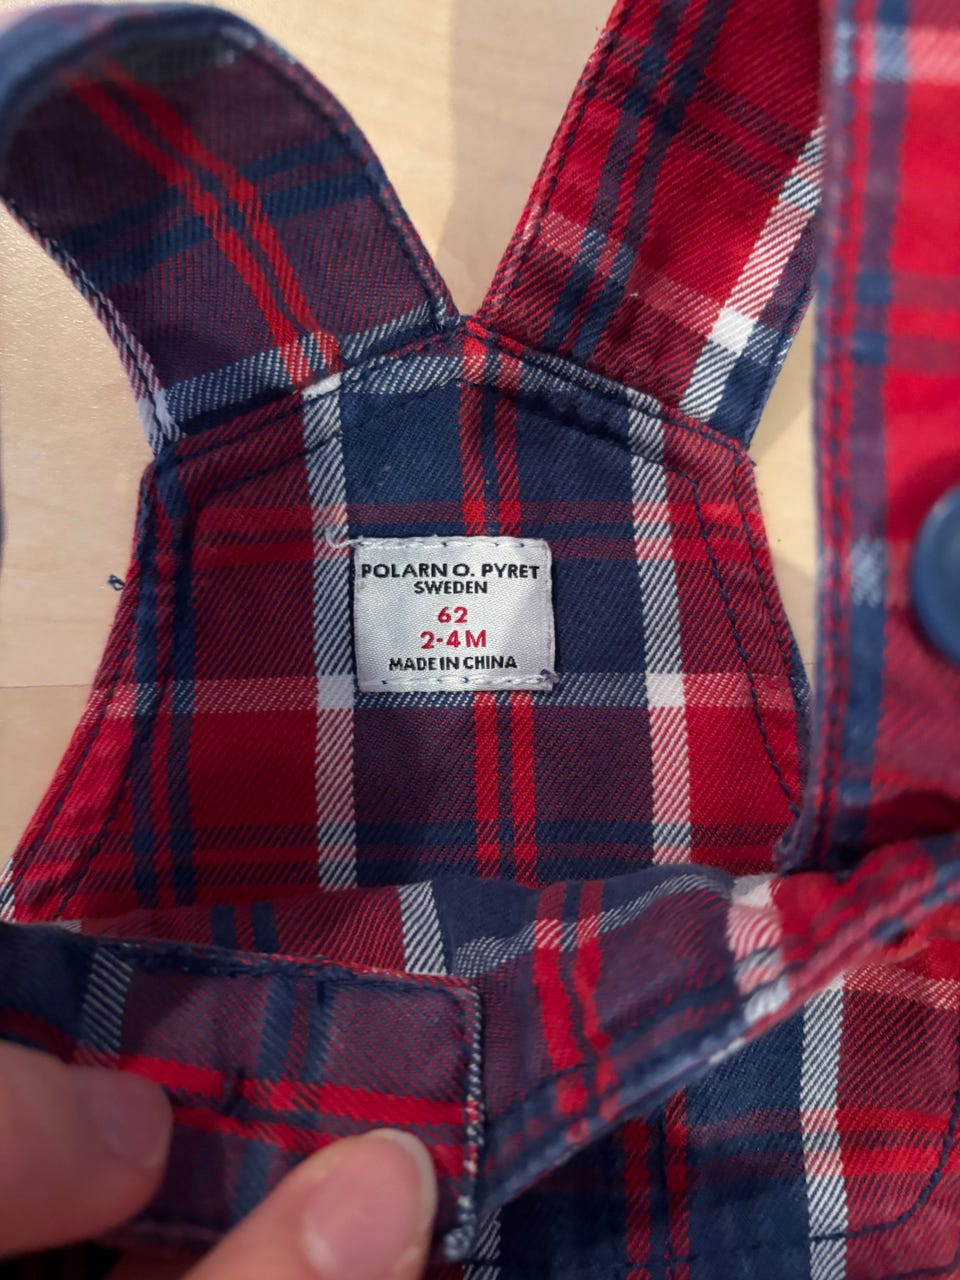 POLARN O. PYRET
SWEDEN
62
2-4M
MADE IN CHINA